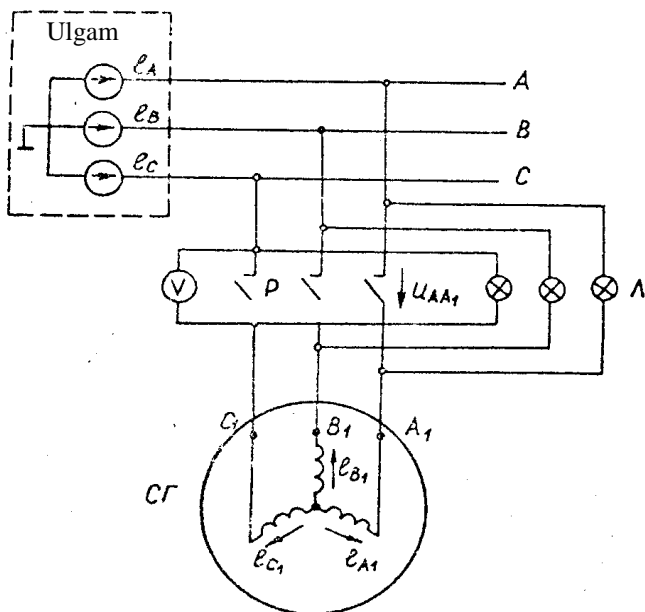 Ulgam
e_A
A
e_B
B
e_C
C
V
P
u_AA1
Л
C1
B1
A1
e_B1
СГ
e_C1
e_A1